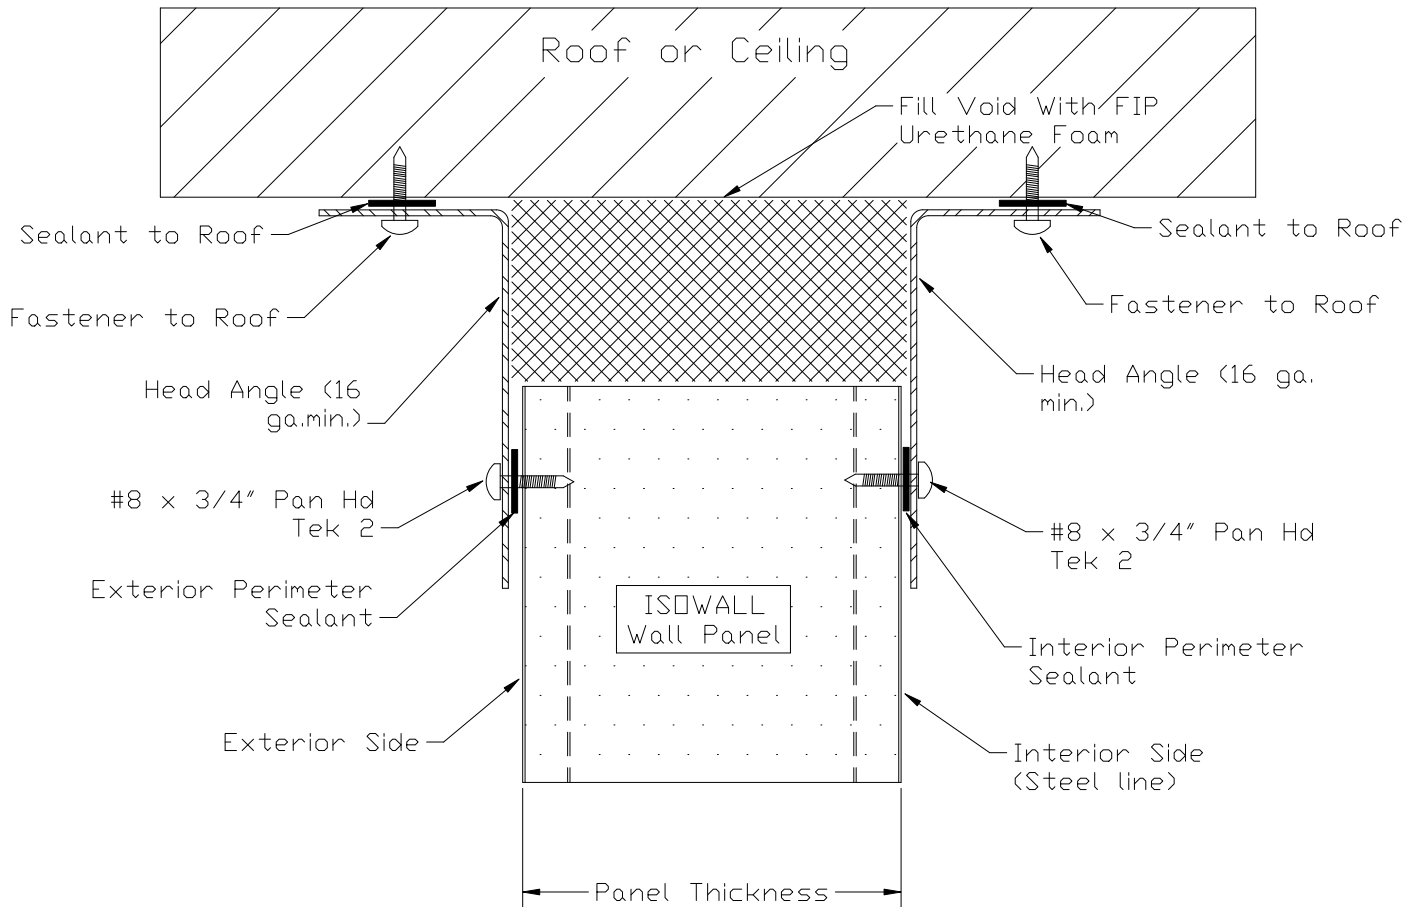 Roof or Ceiling
Fill Void With FIP
Urethane Foam
Sealant to Roof
Sealant to Roof
Fastener to Roof
Fastener to Roof
Head Angle (16
ga.min.)
Head Angle (16 ga.
min.)
#8 x 3/4" Pan Hd
Tek 2
#8 x 3/4" Pan Hd
Tek 2
Exterior Perimeter
Sealant
ISOWALL
Wall Panel
Interior Perimeter
Sealant
Exterior Side
Interior Side
(Steel line)
Panel Thickness